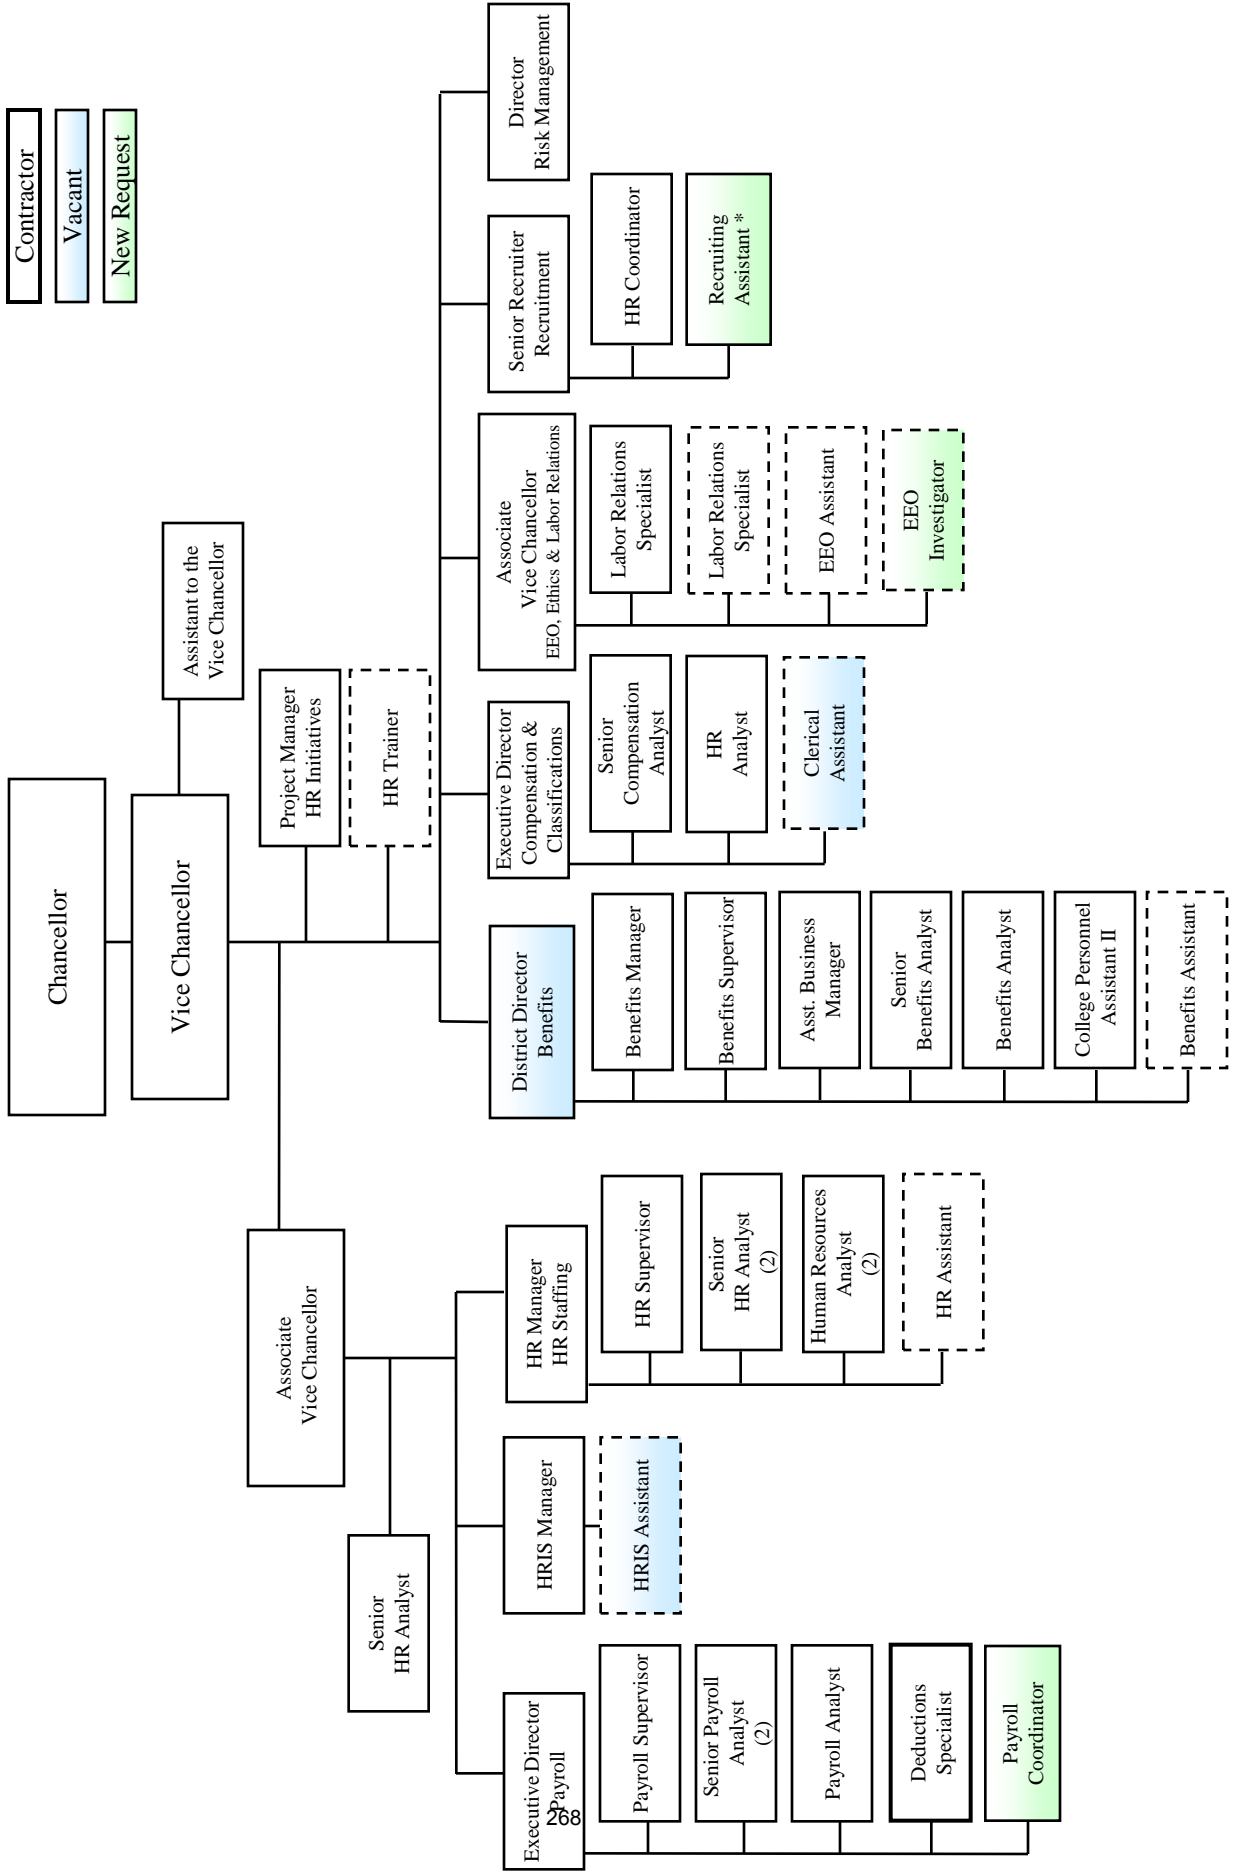 Chancellor
Vice Chancellor
Assistant to the
Vice Chancellor
Contractor
Vacant
New Request
Project Manager
HR Initiatives
HR Trainer
Associate
Vice Chancellor
Senior
HR Analyst
Executive Director
Payroll
Payroll Supervisor
Senior Payroll
Analyst
(2)
Payroll Analyst
Deductions
Specialist
Payroll
Coordinator
HRIS Manager
HRIS Assistant
HR Manager
HR Staffing
HR Supervisor
Senior
HR Analyst
(2)
Human Resources
Analyst
(2)
HR Assistant
District Director
Benefits
Benefits Manager
Benefits Supervisor
Asst. Business
Manager
Senior
Benefits Analyst
Benefits Analyst
College Personnel
Assistant II
Benefits Assistant
Executive Director
Compensation &
Classifications
Senior
Compensation
Analyst
HR
Analyst
Clerical
Assistant
Associate
Vice Chancellor
EEO, Ethics & Labor Relations
Labor Relations
Specialist
Labor Relations
Specialist
EEO Assistant
EEO
Investigator
Senior Recruiter
Recruitment
HR Coordinator
Recruiting
Assistant *
Director
Risk Management
268